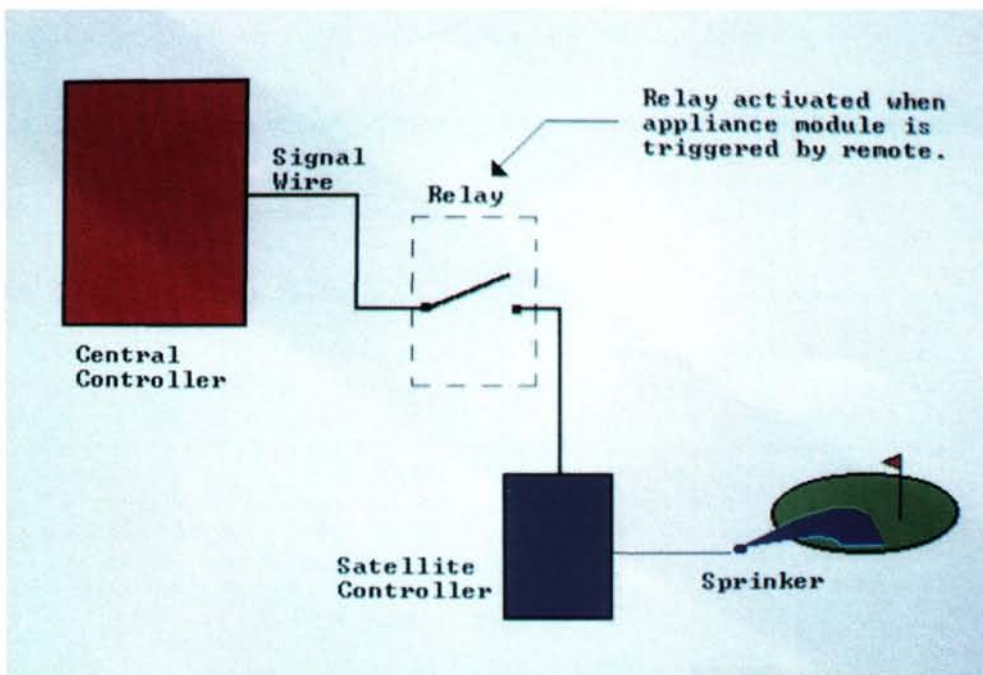 Relay activated when
appliance module is
triggered by remote.
Signal
Wire
Relay
Central
Controller
Satellite
Controller
Sprinker